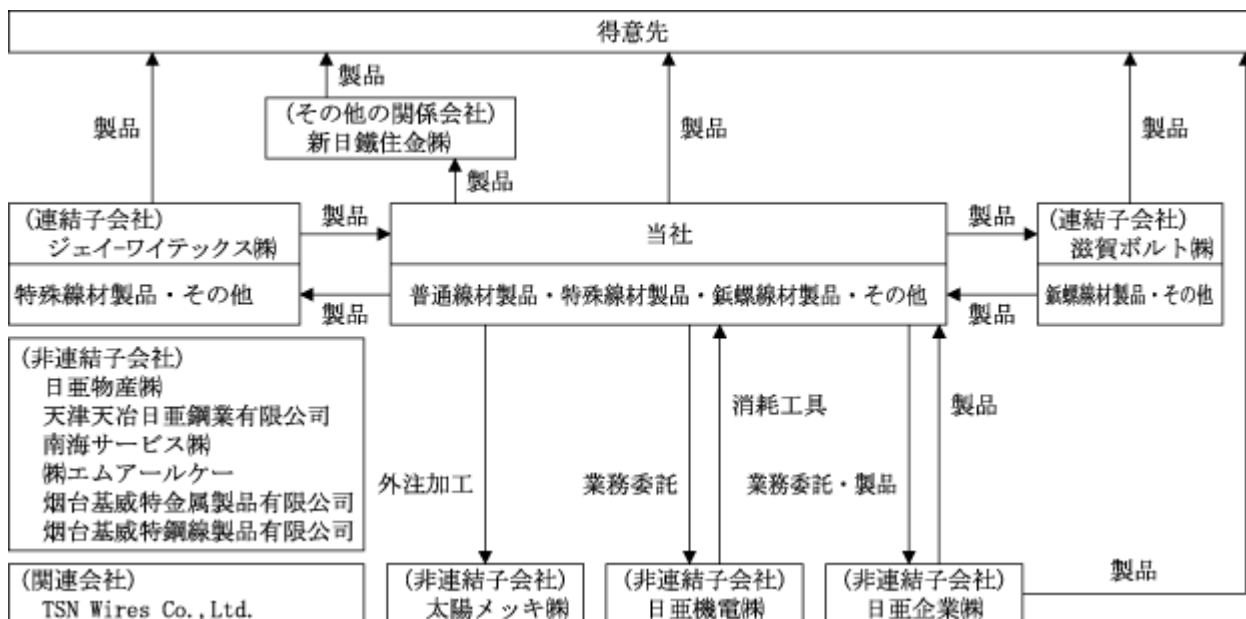 得意先
製品
製品
(その他の関係会社)
新日鐵住金㈱
製品
製品
製品
(連結子会社)
ジェイ-ワイテックス㈱
製品
当社
製品
(連結子会社)
滋賀ボルト㈱
特殊線材製品・その他
製品
普通線材製品・特殊線材製品・鋲螺線材製品・その他
製品
鋲螺線材製品・その他
(非連結子会社)
日亜物産㈱
天津天冶日亜鋼業有限公司
南海サービス㈱
㈱エムアールケー
烟台基威特金属製品有限公司
烟台基威特鋼線製品有限公司
外注加工
業務委託
消耗工具
業務委託・製品
製品
製品
(関連会社)
TSN Wires Co.,Ltd.
(非連結子会社)
太陽メッキ㈱
(非連結子会社)
日亜機電㈱
(非連結子会社)
日亜企業㈱